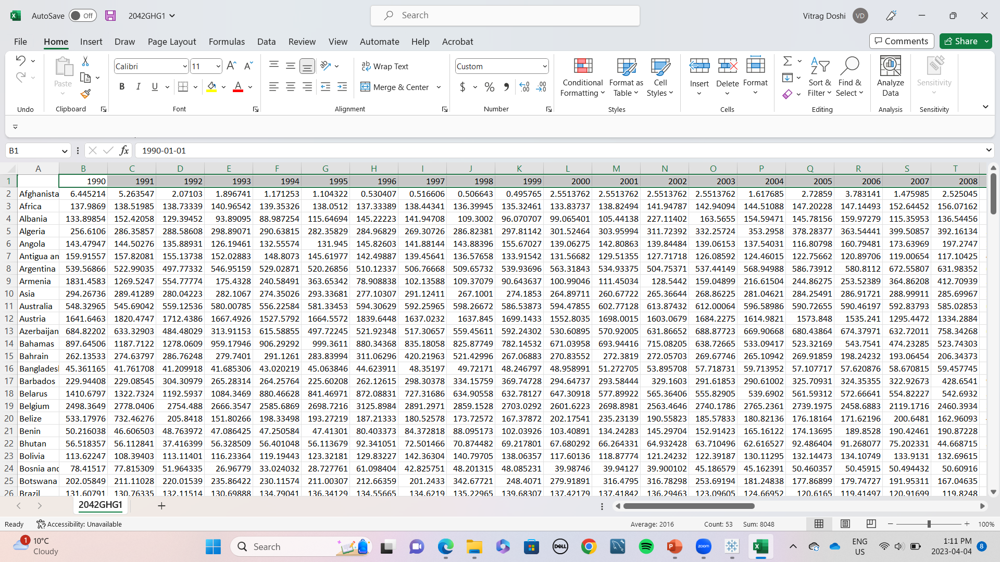 AutoSave Off 2042GHG1 Search Vitrag Doshi VD
File Home Insert Draw Page Layout Formulas Data Review View Automate Help Acrobat Comments Share
Paste Calibri 11 Wrap Text Custom Conditional Formatting Format as Table Cell Styles Insert Delete Format Sort & Filter Find & Select Analyze Data Sensitivity
B I U A Merge & Center $ %
Undo Clipboard Font Alignment Number Styles Cells Editing Analysis Sensitivity
B1 fx 1990-01-01
A B C D E F G H I J K L M N O P Q R S T
1 1990 1991 1992 1993 1994 1995 1996 1997 1998 1999 2000 2001 2002 2003 2004 2005 2006 2007 2008
2 Afghanista 6.445214 5.263547 2.07103 1.896741 1.171253 1.104322 0.530407 0.516606 0.506643 0.495765 2.5513762 2.5513762 2.5513762 2.5513762 1.617685 2.72859 3.783141 1.475985 2.525045
3 Africa 137.9869 138.51985 138.73339 140.96542 139.35326 138.0512 137.33389 138.44341 136.39945 135.32461 133.83737 138.82494 141.94787 142.94094 144.51088 147.20228 147.14493 152.64452 156.07162
4 Albania 133.89854 152.42058 129.39452 93.89095 88.987254 115.64694 145.22223 141.94708 109.3002 96.070707 99.065401 105.44138 227.11402 163.5655 154.59471 145.78156 159.97279 115.35953 136.54456
5 Algeria 256.6106 286.35857 288.58608 298.89071 290.63815 282.35829 284.96829 269.30726 286.82381 297.81142 301.52464 303.95994 311.72392 332.25724 353.2958 378.28377 363.54441 399.50857 392.16134
6 Angola 143.47947 144.50276 135.88931 126.19461 132.55574 131.945 145.82603 141.88144 143.88396 155.67027 139.06275 142.80863 139.84484 139.06153 137.54031 116.80798 160.79481 173.63969 197.2747
7 Antigua an 159.91557 157.82081 155.13738 152.02883 148.8073 145.61977 142.49887 139.45641 136.57658 133.91542 131.56682 129.51355 127.71718 126.08592 124.46015 122.75662 120.89706 119.00654 117.10425
8 Argentina 539.56866 522.99035 497.77332 546.95159 529.02871 520.26856 510.12337 506.76668 509.65732 539.93696 563.31843 534.93375 504.75371 537.44149 568.94988 586.73912 580.8112 672.55807 631.98352
9 Armenia 1831.4583 1269.5247 554.77774 175.4328 240.58491 363.65342 78.908838 102.13588 109.37079 90.643637 100.99046 111.45034 128.5442 159.04899 216.61504 244.86275 253.52389 364.86208 412.70939
10 Asia 294.26736 289.41289 280.04223 282.1067 274.35026 293.33681 277.10307 291.12411 267.1001 274.1853 264.89711 260.67722 265.36644 268.86225 281.04621 284.25491 286.91721 288.99911 285.69967
11 Australia 548.32965 545.69042 559.12536 580.00785 556.22584 581.33453 594.30629 592.25965 598.26672 586.53873 594.47855 602.77128 613.87432 612.00064 596.58986 590.72655 590.46197 592.83793 585.02853
12 Austria 1641.6463 1820.4747 1712.4386 1667.4926 1527.5792 1664.5572 1839.6448 1637.0232 1637.845 1699.1433 1552.8035 1698.0015 1603.0679 1684.2275 1614.9821 1573.848 1535.241 1295.4472 1334.2884
13 Azerbaijan 684.82202 633.32903 484.48029 313.91153 615.58855 497.72245 521.92348 517.30657 559.45611 592.24302 530.60895 570.92005 631.86652 688.87723 669.90668 680.43864 674.37971 632.72011 758.34268
14 Bahamas 897.64506 1187.7122 1278.0609 959.17946 906.29292 999.3611 880.34368 835.18058 825.87749 782.14532 671.03958 693.94416 715.08205 638.72665 533.09417 523.32169 543.7541 474.23285 523.74303
15 Bahrain 262.13533 274.63797 286.76248 279.7401 291.1261 283.83994 311.06296 420.21963 521.42996 267.06883 270.83552 272.3819 272.05703 269.67746 265.10942 269.91859 198.24232 193.06454 206.34373
16 Bangladesl 45.361165 41.761708 41.209918 41.685306 43.020219 45.063846 44.623911 48.35197 49.72171 48.246797 48.958991 51.272705 53.895708 57.718731 59.713952 57.107717 57.620876 58.670815 59.457745
17 Barbados 229.94408 229.08545 304.30979 265.28314 264.25764 225.60208 262.12615 298.30378 334.15759 369.74728 294.64737 293.58444 329.1603 291.61853 290.61002 325.70931 324.35355 322.92673 428.6541
18 Belarus 1410.6797 1322.7324 1192.5937 1084.3469 880.46628 841.46971 872.08831 727.31686 634.90558 632.78127 647.30918 577.89922 565.36406 555.82905 539.6902 561.59312 572.66641 554.82227 542.6932
19 Belgium 2498.3649 2778.0406 2754.488 2666.3547 2585.6869 2698.7216 3125.8984 2891.2971 2859.1528 2703.0292 2601.6223 2698.8981 2563.4646 2740.1786 2765.2361 2739.1975 2458.6883 2119.1716 2460.3934
20 Belize 533.17976 732.46276 205.8418 151.80266 198.33498 193.27219 187.21333 180.52578 173.72572 167.37872 202.17541 235.23139 190.55823 185.57833 180.82136 176.18164 171.62196 200.6481 162.96093
21 Benin 50.216038 46.606503 48.763972 47.086425 47.250584 47.41301 80.403373 84.372818 88.095173 102.03926 103.40891 134.24283 145.29704 152.91423 165.16122 174.13695 189.8528 190.42461 190.87228
22 Bhutan 56.518357 56.112841 37.416399 56.328509 56.401048 56.113679 92.341051 72.501466 70.874482 69.217801 67.680292 66.264331 64.932428 63.710496 62.616527 92.486404 91.268077 75.202331 44.668715
23 Bolivia 113.62247 108.39403 113.11401 116.23364 119.19443 123.32181 129.83227 142.36304 140.79705 138.06357 117.60136 118.87774 121.24232 122.39187 130.11295 132.14473 134.10749 133.9131 132.69615
24 Bosnia anc 78.41517 77.815309 51.964335 26.96779 33.024032 28.727761 61.098404 42.825751 48.201315 48.085231 39.98746 39.94127 39.900102 45.186579 45.162391 50.460357 50.45915 50.494432 50.60916
25 Botswana 202.05849 211.11028 220.01539 235.86422 230.11574 211.00307 212.66359 201.2433 342.67721 248.4071 279.91891 316.4795 316.78298 253.69194 181.24838 177.86899 179.74727 191.95311 167.04635
26 Brazil 131.60791 130.76335 132.11514 130.69888 134.79041 136.34129 134.55665 134.6219 135.22965 139.68307 137.42179 137.41842 136.29463 123.09605 124.66952 120.6165 119.41497 120.91699 119.8248
2042GHG1
Ready Accessibility: Unavailable Average: 2016 Count: 53 Sum: 8048 100%
1 10°C Search DELL zoom ENG 1:11 PM 8
Cloudy US 2023-04-04